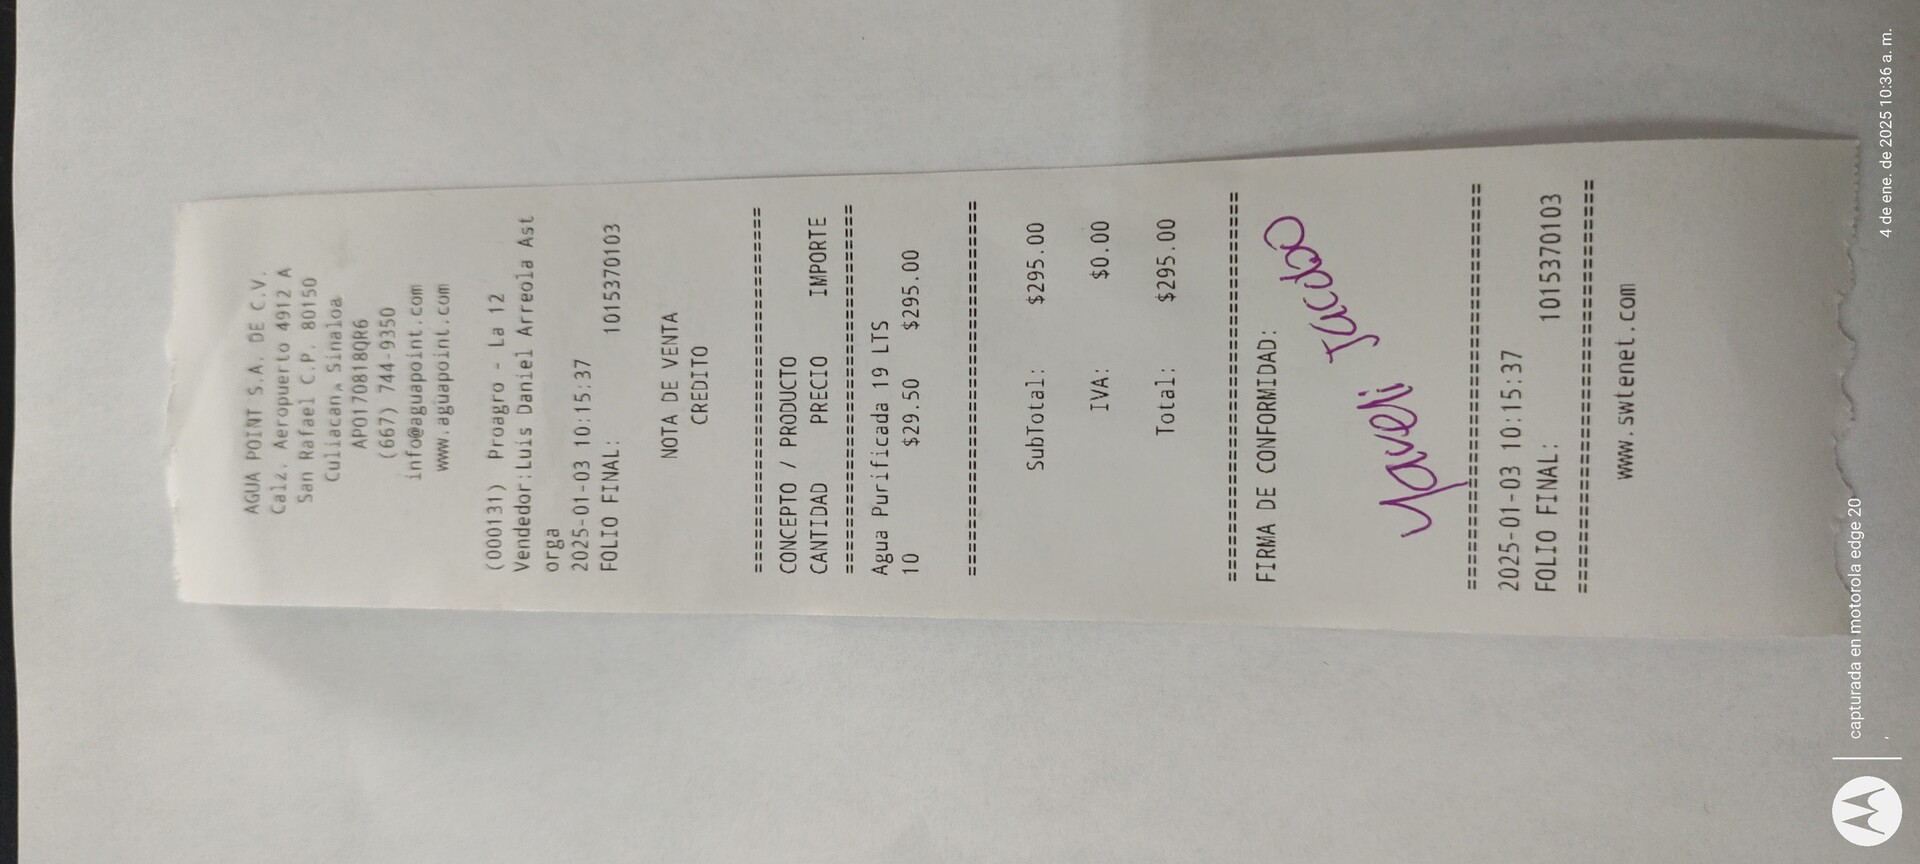 AGUA POINT S.A. DE C.V.
Calz. Aeropuerto 4912 A
San Rafael C.P. 80150
Culiacan, Sinaloa
APO170818QR6
(667) 744-9350
info@aguapoint.com
www.aguapoint.com
(000131) Proagro - La 12
Vendedor:Luis Daniel Arreola Ast
orga
2025-01-03 10:15:37
FOLIO FINAL: 1015370103
NOTA DE VENTA
CREDITO
================================
CONCEPTO / PRODUCTO
CANTIDAD PRECIO IMPORTE
================================
Agua Purificada 19 LTS
10 $29.50 $295.00
================================
SubTotal: $295.00
IVA: $0.00
Total: $295.00
================================
FIRMA DE CONFORMIDAD:
Yaveli Jacobo
================================
2025-01-03 10:15:37
FOLIO FINAL: 1015370103
================================
www.swtenet.com
capturada en motorola edge 20
4 de ene. de 2025 10:36 a. m.